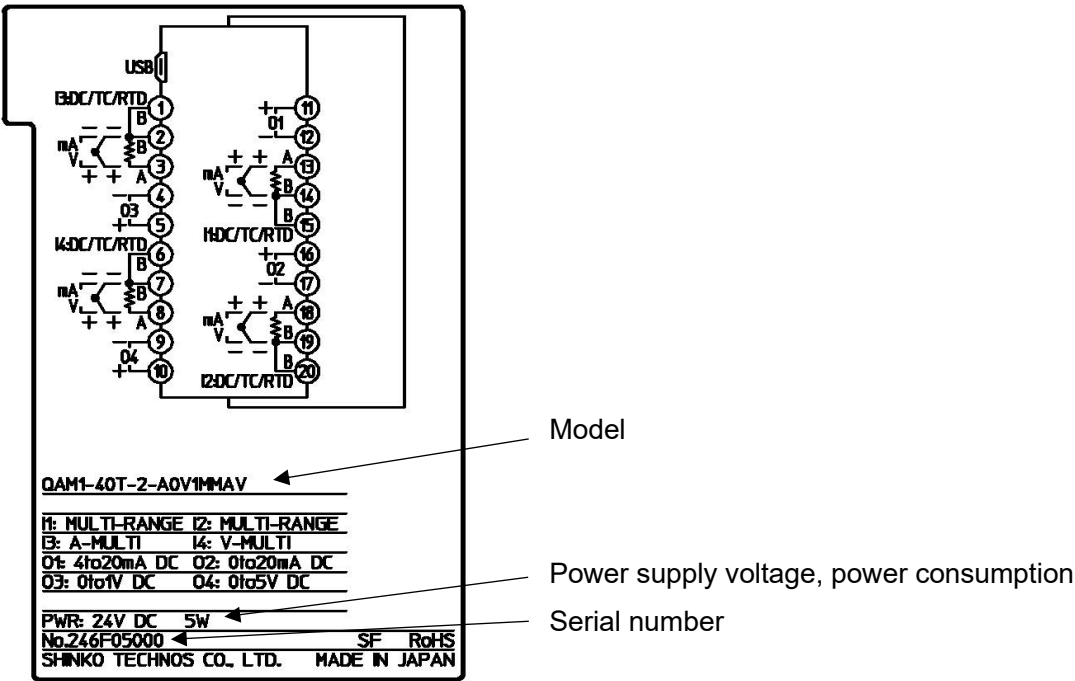 USB
I3:DC/TC/RTD
B
1
11
+
O1
B
2
12
−
mA
V
− −
+ +
A
3
13
A
mA
V
+ +
− −
−
O3
+
4
14
B
5
15
B
I4:DC/TC/RTD
I1:DC/TC/RTD
B
6
16
+
O2
−
B
7
17
mA
V
− −
+ +
A
8
18
A
mA
V
+ +
− −
−
O4
+
9
19
B
10
20
B
I2:DC/TC/RTD
Model
QAM1-40T-2-A0V1MMAV
I1: MULTI-RANGE I2: MULTI-RANGE
I3: A-MULTI I4: V-MULTI
O1: 4to20mA DC O2: 0to20mA DC
O3: 0to1V DC O4: 0to5V DC
Power supply voltage, power consumption
PWR: 24V DC 5W
Serial number
No.246F05000 SF RoHS
SHINKO TECHNOS CO., LTD. MADE IN JAPAN